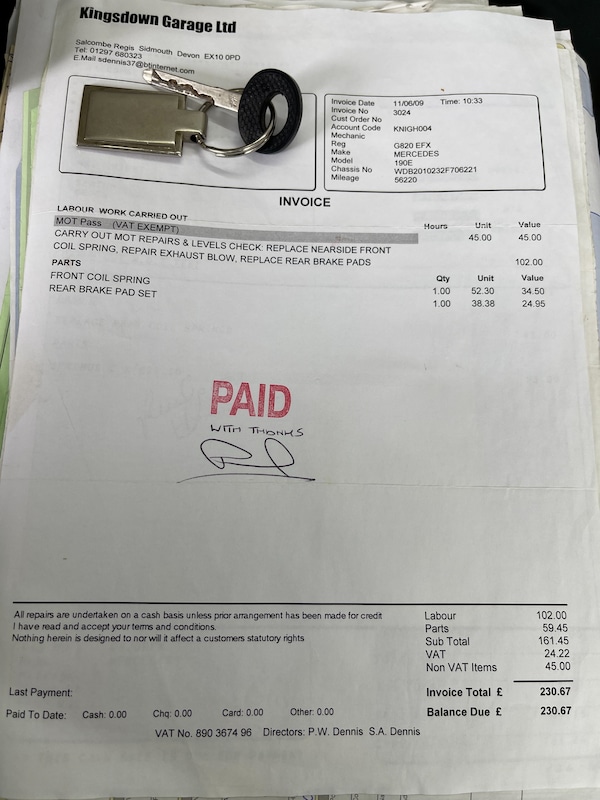 Kingsdown Garage Ltd
Salcombe Regis Sidmouth Devon EX10 0PD
Tel: 01297 680323
E.Mail sdennis37@btinternet.com
Invoice Date 11/06/09 Time: 10:33
Invoice No 3024
Cust Order No
Account Code KNIGH004
Mechanic
Reg G820 EFX
Make MERCEDES
Model 190E
Chassis No WDB2010232F706221
Mileage 56220
INVOICE
LABOUR WORK CARRIED OUT Hours Unit Value
MOT Pass (VAT EXEMPT) 45.00 45.00
CARRY OUT MOT REPAIRS & LEVELS CHECK: REPLACE NEARSIDE FRONT
COIL SPRING, REPAIR EXHAUST BLOW, REPLACE REAR BRAKE PADS 102.00
PARTS Qty Unit Value
FRONT COIL SPRING 1.00 52.30 34.50
REAR BRAKE PAD SET 1.00 38.38 24.95
PAID
WITH THANKS
All repairs are undertaken on a cash basis unless prior arrangement has been made for credit
I have read and accept your terms and conditions.
Nothing herein is designed to nor will it affect a customers statutory rights
Labour 102.00
Parts 59.45
Sub Total 161.45
VAT 24.22
Non VAT Items 45.00
Last Payment:
Invoice Total £ 230.67
Paid To Date: Cash: 0.00 Chq: 0.00 Card: 0.00 Other: 0.00
Balance Due £ 230.67
VAT No. 890 3674 96 Directors: P.W. Dennis S.A. Dennis